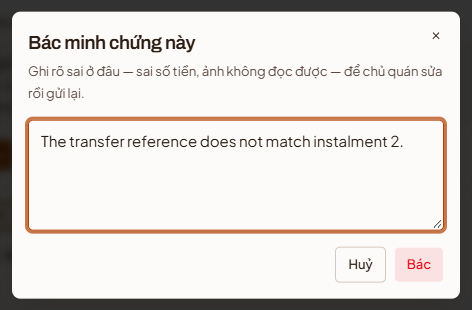 Bác minh chứng này
×
Ghi rõ sai ở đâu — sai số tiền, ảnh không đọc được — để chủ quán sửa
rồi gửi lại.
The transfer reference does not match instalment 2.
Huỷ
Bác